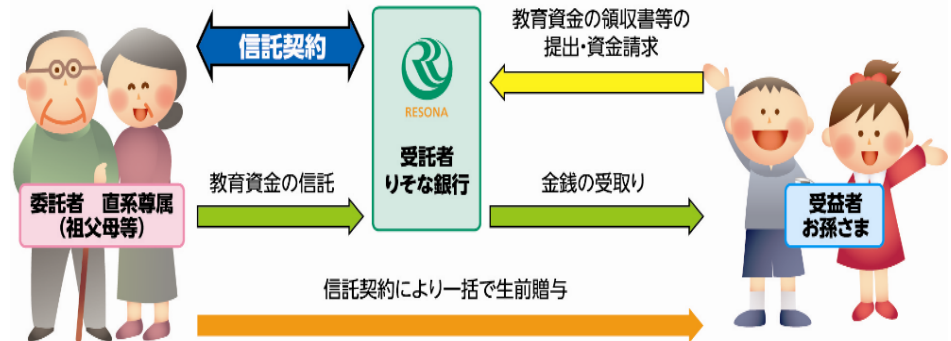 信託契約
RESONA
受託者
りそな銀行
教育資金の領収書等の
提出・資金請求
教育資金の信託
金銭の受取り
委託者 直系尊属
(祖父母等)
受益者
お孫さま
信託契約により一括で生前贈与